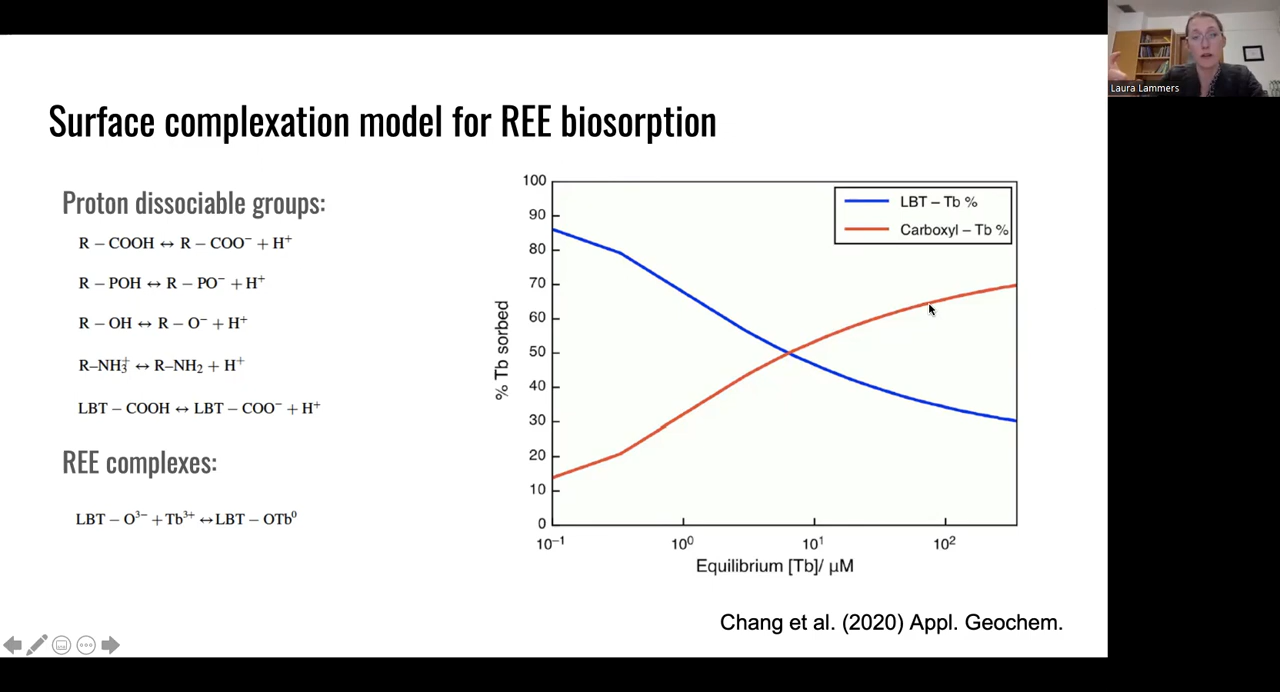 Laura Lammers
Surface complexation model for REE biosorption
Proton dissociable groups:
R – COOH ↔ R – COO⁻ + H⁺
R – POH ↔ R – PO⁻ + H⁺
R – OH ↔ R – O⁻ + H⁺
R–NH₃⁺ ↔ R–NH₂ + H⁺
LBT – COOH ↔ LBT – COO⁻ + H⁺
REE complexes:
LBT – O³⁻ + Tb³⁺ ↔ LBT – OTb⁰
% Tb sorbed
100
90
80
70
60
50
40
30
20
10
0
LBT – Tb %
Carboxyl – Tb %
10⁻¹
10⁰
10¹
10²
Equilibrium [Tb]/ μM
Chang et al. (2020) Appl. Geochem.